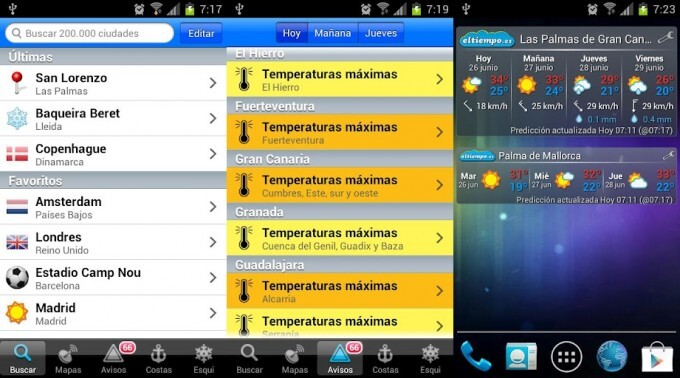 7:17
Buscar 200.000 ciudades
Editar
Últimas
San Lorenzo
Las Palmas
Baqueira Beret
Lleida
Copenhague
Dinamarca
Favoritos
Amsterdam
Países Bajos
Londres
Reino Unido
Estadio Camp Nou
Barcelona
Madrid
Madrid
66
Buscar Mapas Avisos Costas Esqui
7:19
Hoy Mañana Jueves
El Hierro
Temperaturas máximas
El Hierro
Fuerteventura
Temperaturas máximas
Fuerteventura
Gran Canaria
Temperaturas máximas
Cumbres, Este, sur y oeste
Granada
Temperaturas máximas
Cuenca del Genil, Guadix y Baza
Guadalajara
Temperaturas máximas
Alcarria
Temperaturas máximas
Serranía
66
Buscar Mapas Avisos Costas Esqui
7:23
eltiempo.es Las Palmas de Gran Can...
Hoy Mañana Jueves Viernes
26 junio 27 junio 28 junio 29 junio
34° 33° 29° 26°
25° 24° 21° 20°
18 km/h 25 km/h 29 km/h 29 km/h
0.1 mm 0.4 mm
Predicción actualizada Hoy 07:11 (@07:17)
eltiempo.es Palma de Mallorca
Mar 31° Mié 32° Jue 33°
26 jun 19° 27 jun 22° 28 jun 22°
Predicción actualizada Hoy 07:11 (@07:17)